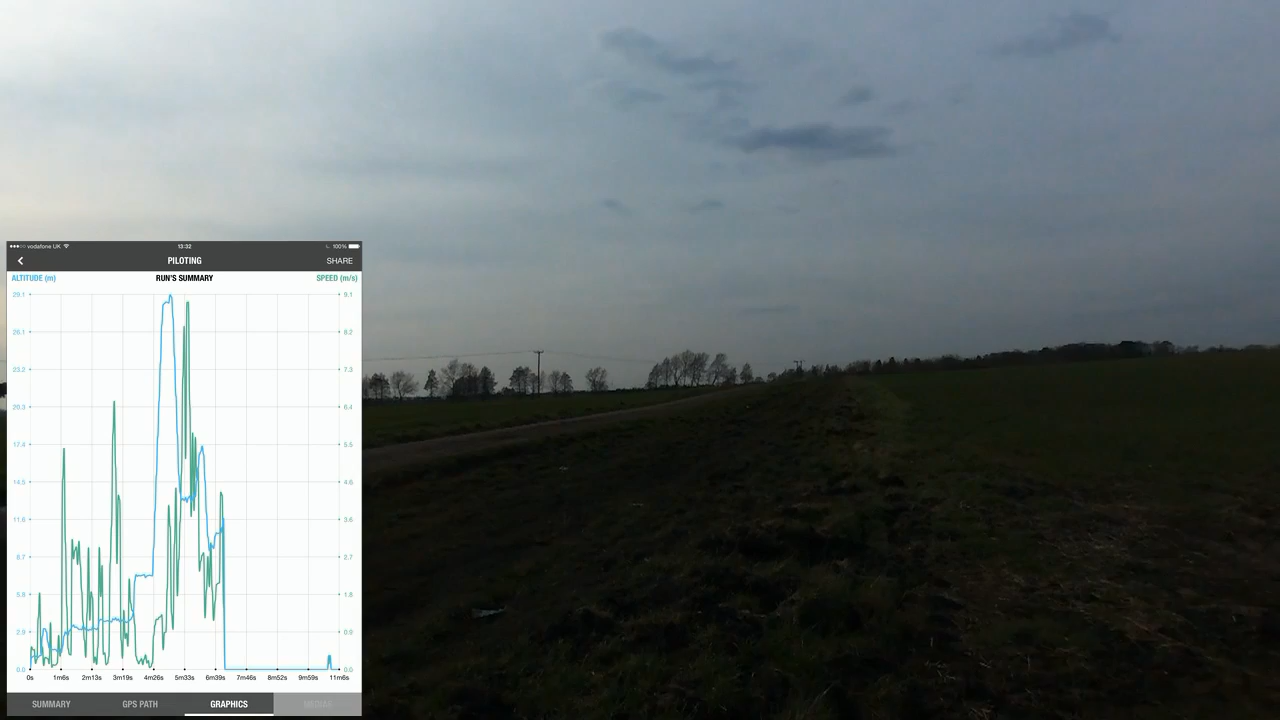 vodafone UK 13:32 100%
PILOTING SHARE
ALTITUDE (m) RUN'S SUMMARY SPEED (m/s)
29.1 9.1
26.1 8.2
23.2 7.3
20.3 6.4
17.4 5.5
14.5 4.6
11.6 3.6
8.7 2.7
5.8 1.8
2.9 0.9
0.0 0.0
0s 1m6s 2m13s 3m19s 4m26s 5m33s 6m39s 7m46s 8m52s 9m59s 11m6s
SUMMARY GPS PATH GRAPHICS